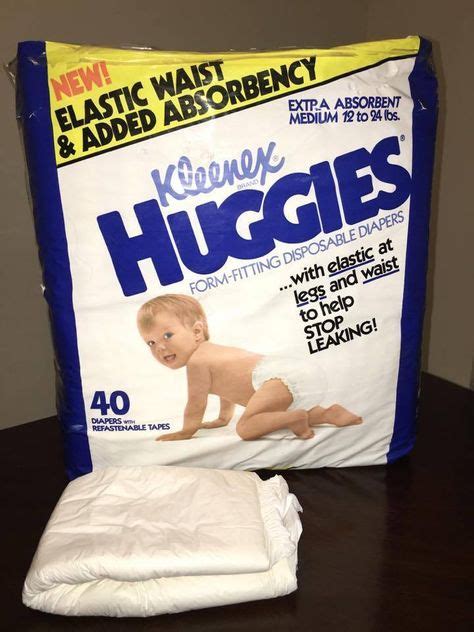 NEW!
ELASTIC WAIST
& ADDED ABSORBENCY
EXTRA ABSORBENT
MEDIUM 12 to 24 lbs.
Kleenex
BRAND
HUGGIES®
FORM-FITTING DISPOSABLE DIAPERS
...with elastic at
legs and waist
to help
STOP
LEAKING!
40
DIAPERS WITH
REFASTENABLE TAPES